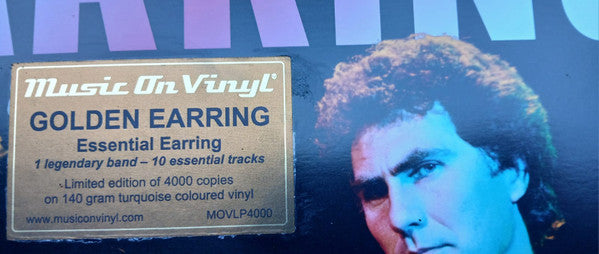 Music On Vinyl®
GOLDEN EARRING
Essential Earring
1 legendary band – 10 essential tracks
Limited edition of 4000 copies
on 140 gram turquoise coloured vinyl
www.musiconvinyl.com MOVLP4000